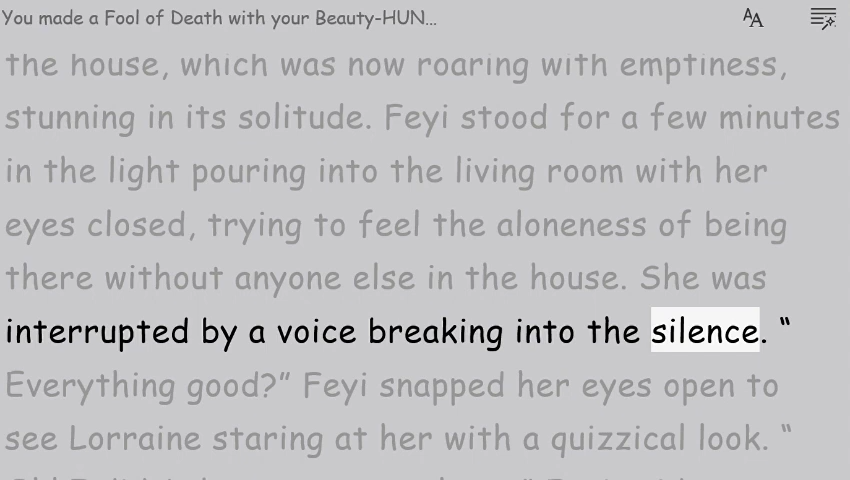 You made a Fool of Death with your Beauty-HUN...
the house, which was now roaring with emptiness,
stunning in its solitude. Feyi stood for a few minutes
in the light pouring into the living room with her
eyes closed, trying to feel the aloneness of being
there without anyone else in the house. She was
interrupted by a voice breaking into the silence. “
Everything good?” Feyi snapped her eyes open to
see Lorraine staring at her with a quizzical look. “